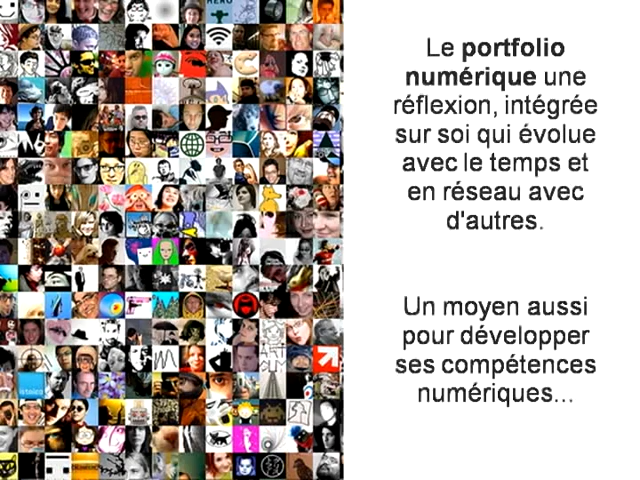 Le portfolio
numérique une
réflexion, intégrée
sur soi qui évolue
avec le temps et
en réseau avec
d'autres.
Un moyen aussi
pour développer
ses compétences
numériques...